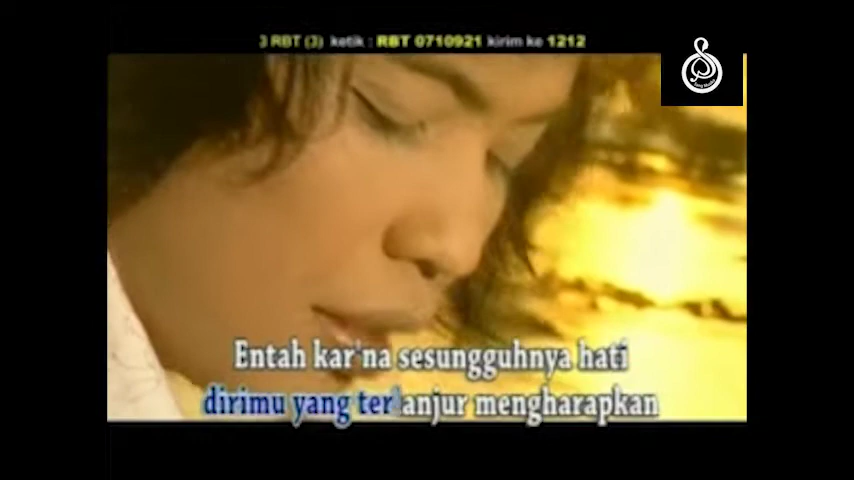 3 RBT (3) ketik : RBT 0710921 kirim ke 1212
Entah kar'na sesungguhnya hati
dirimu yang terlanjur mengharapkan